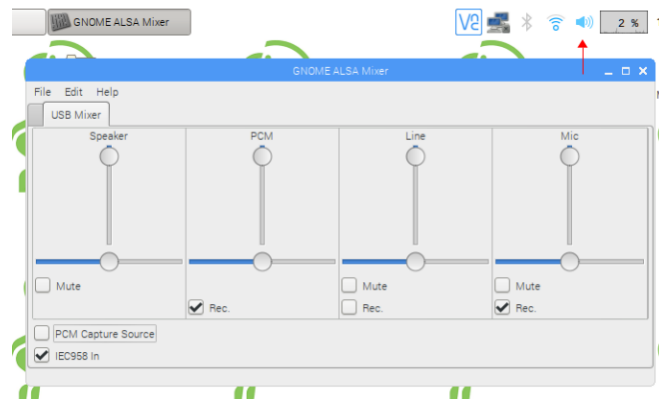 GNOME ALSA Mixer
V2
2 %
GNOME ALSA Mixer
File Edit Help
USB Mixer
Speaker PCM Line Mic
Mute Mute Mute
Rec. Rec. Rec.
PCM Capture Source
IEC958 In